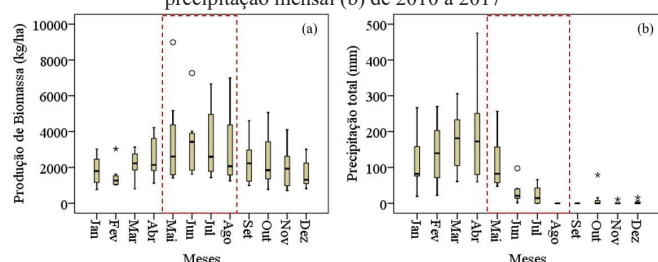 precipitação mensal (b) de 2010 a 2017
(a)
Produção de Biomassa (kg/ha)
10000
8000
6000
4000
2000
0
Jan
Fev
Mar
Abr
Mai
Jun
Jul
Ago
Set
Out
Nov
Dez
Meses
(b)
Precipitação total (mm)
500
400
300
200
100
0
Jan
Fev
Mar
Abr
Mai
Jun
Jul
Ago
Set
Out
Nov
Dez
Meses